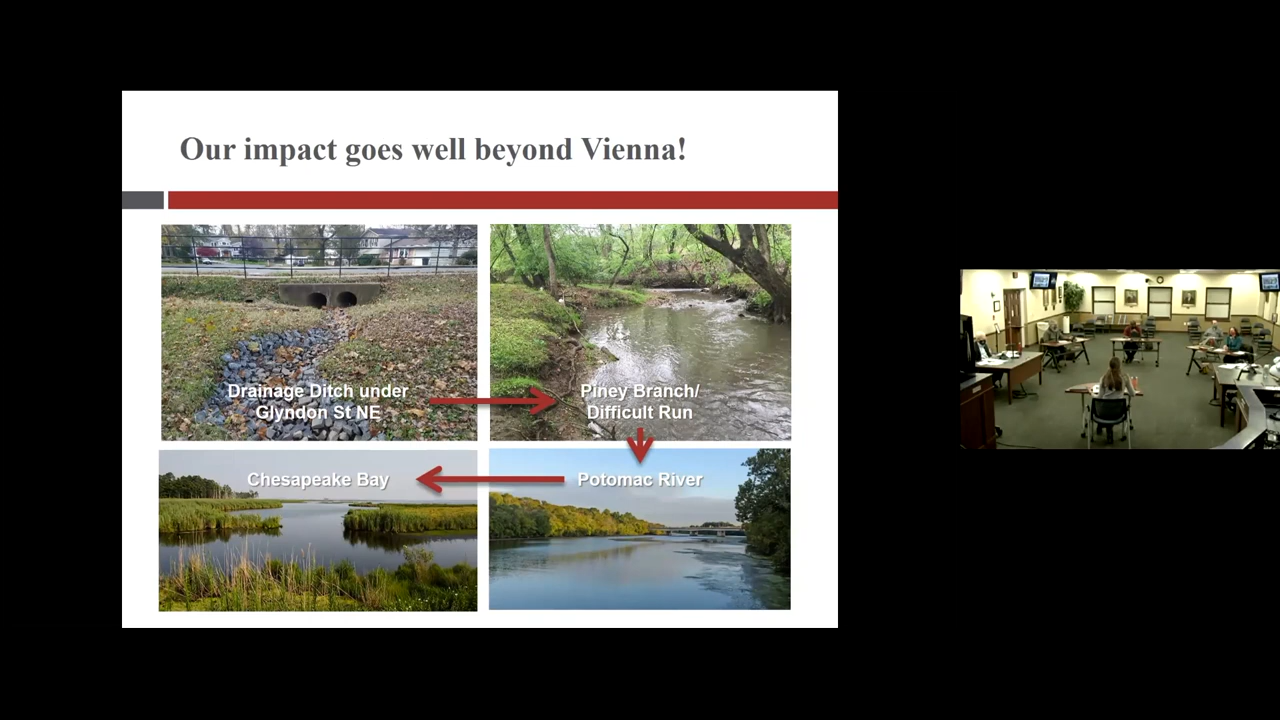 Our impact goes well beyond Vienna!
Drainage Ditch under
Glyndon St NE
Piney Branch/
Difficult Run
Chesapeake Bay
Potomac River